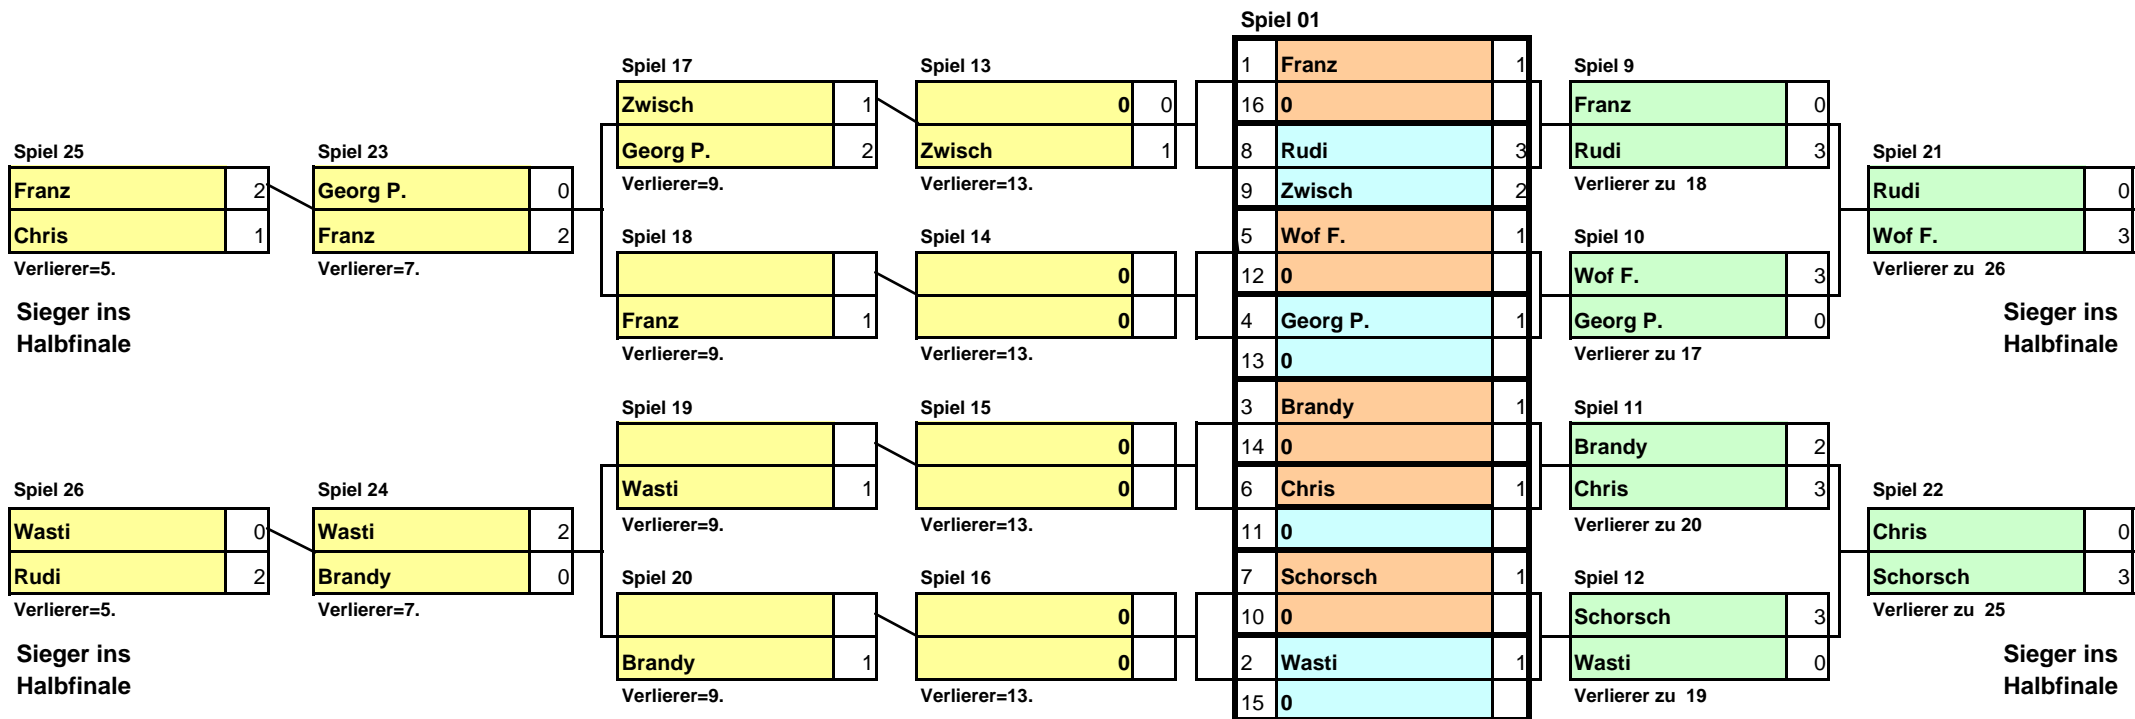 Spiel 01
Spiel 17 Spiel 13 1 Franz 1 Spiel 9
Zwisch 1 0 0 16 0 Franz 0
Spiel 25 Spiel 23 Georg P. 2 Zwisch 1 8 Rudi 3 Rudi 3 Spiel 21
Franz 2 Georg P. 0 Verlierer=9. Verlierer=13. 9 Zwisch 2 Verlierer zu 18 Rudi 0
Chris 1 Franz 2 Spiel 18 Spiel 14 5 Wof F. 1 Spiel 10 Wof F. 3
Verlierer=5. Verlierer=7. 0 12 0 Wof F. 3 Verlierer zu 26
Sieger ins Franz 1 0 4 Georg P. 1 Georg P. 0 Sieger ins
Halbfinale Verlierer=9. Verlierer=13. 13 0 Verlierer zu 17 Halbfinale
Spiel 19 Spiel 15 3 Brandy 1 Spiel 11
0 14 0 Brandy 2
Spiel 26 Spiel 24 Wasti 1 0 6 Chris 1 Chris 3 Spiel 22
Wasti 0 Wasti 2 Verlierer=9. Verlierer=13. 11 0 Verlierer zu 20 Chris 0
Rudi 2 Brandy 0 Spiel 20 Spiel 16 7 Schorsch 1 Spiel 12 Schorsch 3
Verlierer=5. Verlierer=7. 0 10 0 Schorsch 3 Verlierer zu 25
Sieger ins Brandy 1 0 2 Wasti 1 Wasti 0 Sieger ins
Halbfinale Verlierer=9. Verlierer=13. 15 0 Verlierer zu 19 Halbfinale